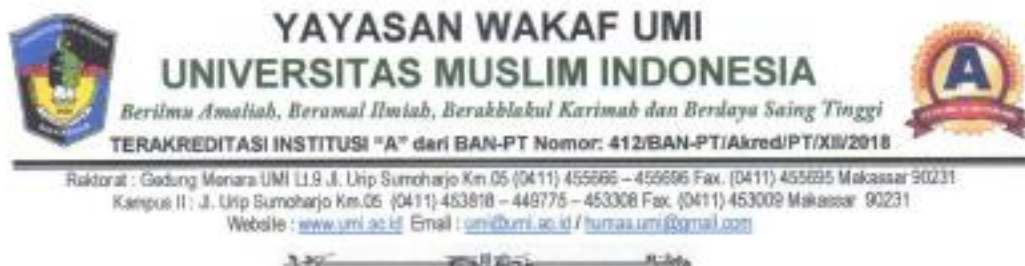 YAYASAN WAKAF UMI
UNIVERSITAS MUSLIM INDONESIA
Berilmu Amaliah, Beramal Ilmiah, Berakhlakul Karimah dan Berdaya Saing Tinggi
TERAKREDITASI INSTITUSI "A" dari BAN-PT Nomor: 412/BAN-PT/Akred/PT/XII/2018
Raktorat : Gedung Menara UMI Lt.9 Jl. Urip Sumoharjo Km.05 (0411) 455666 – 455696 Fax. (0411) 455695 Makassar 90231
Kampus II : Jl. Urip Sumoharjo Km.05 (0411) 453818 – 449775 – 453308 Fax. (0411) 453009 Makassar 90231
Website : www.umi.ac.id Email : umi@umi.ac.id / humas.umi@gmail.com
A